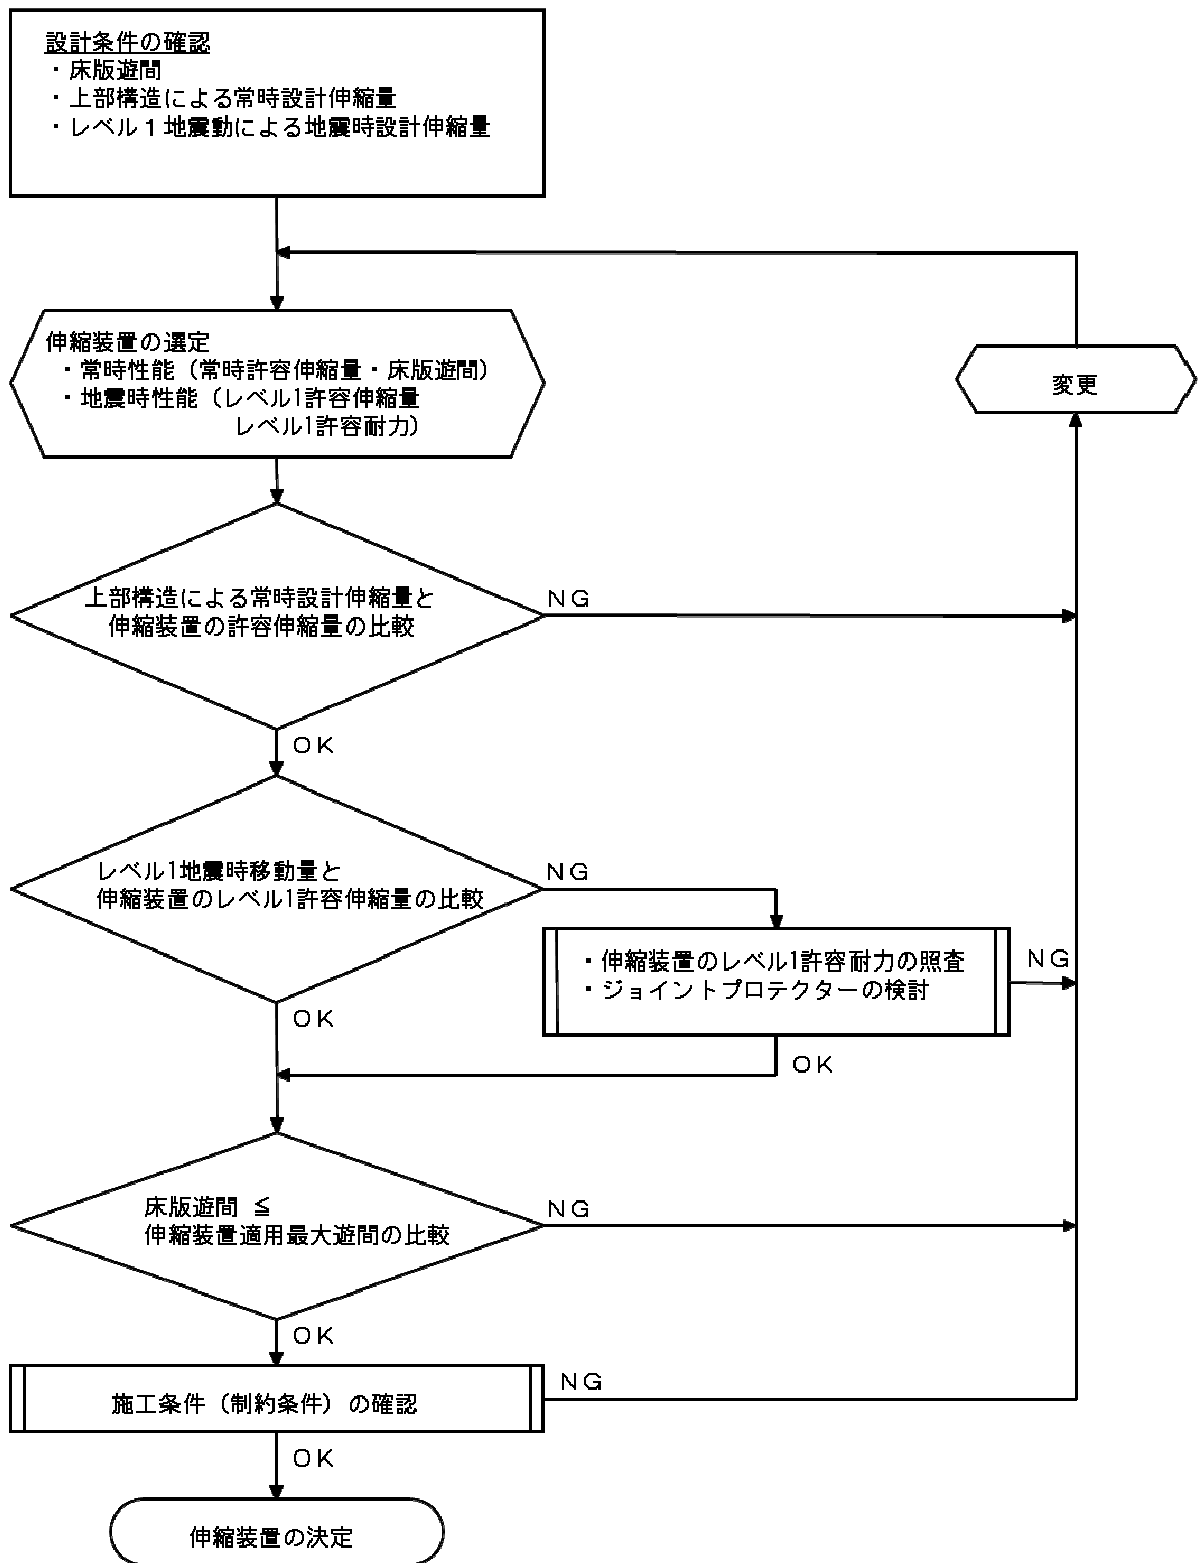 設計条件の確認
・床版遊間
・上部構造による常時設計伸縮量
・レベル１地震動による地震時設計伸縮量
伸縮装置の選定
・常時性能（常時許容伸縮量・床版遊間）
・地震時性能（レベル1許容伸縮量
レベル1許容耐力）
変更
上部構造による常時設計伸縮量と
伸縮装置の許容伸縮量の比較
ＮＧ
ＯＫ
レベル1地震時移動量と
伸縮装置のレベル1許容伸縮量の比較
ＮＧ
・伸縮装置のレベル1許容耐力の照査
・ジョイントプロテクターの検討
ＮＧ
ＯＫ
ＯＫ
床版遊間 ≦
伸縮装置適用最大遊間の比較
ＮＧ
ＯＫ
施工条件（制約条件）の確認
ＮＧ
ＯＫ
伸縮装置の決定